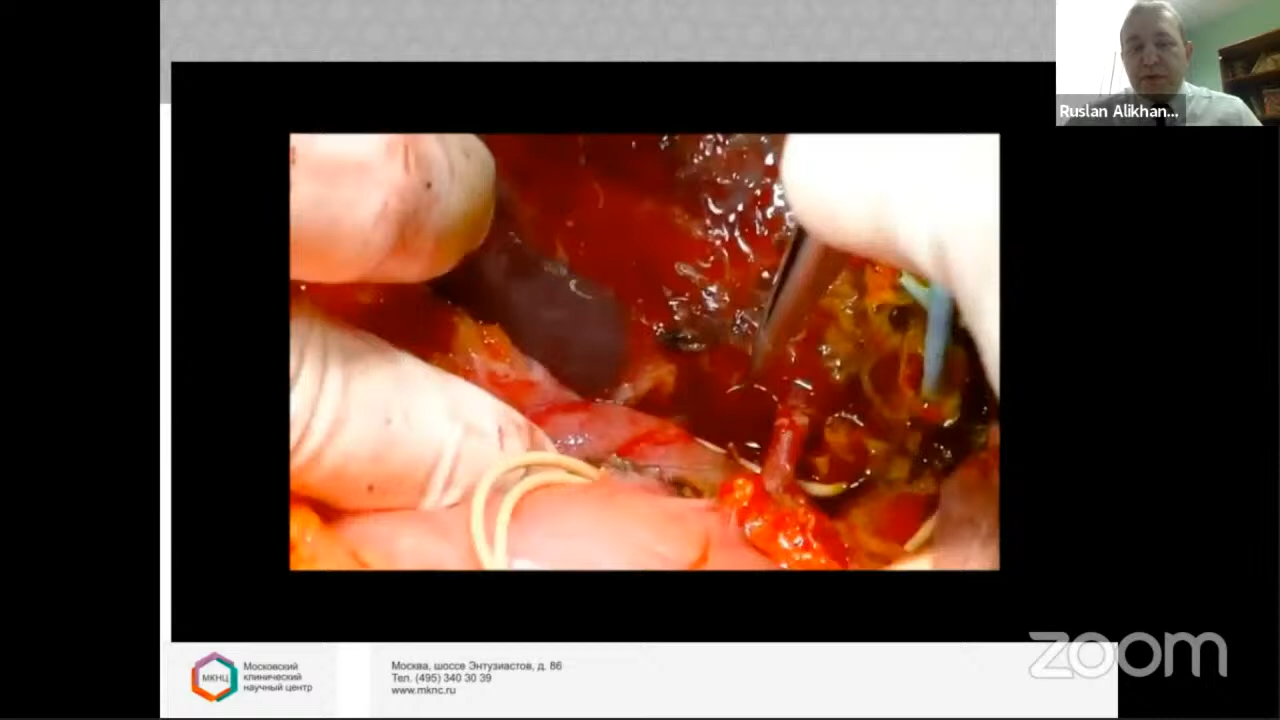 Ruslan Alikhan...
МКНЦ
Московский
клинический
научный центр
Москва, шоссе Энтузиастов, д. 86
Тел. (495) 340 30 39
www.mknc.ru
zoom